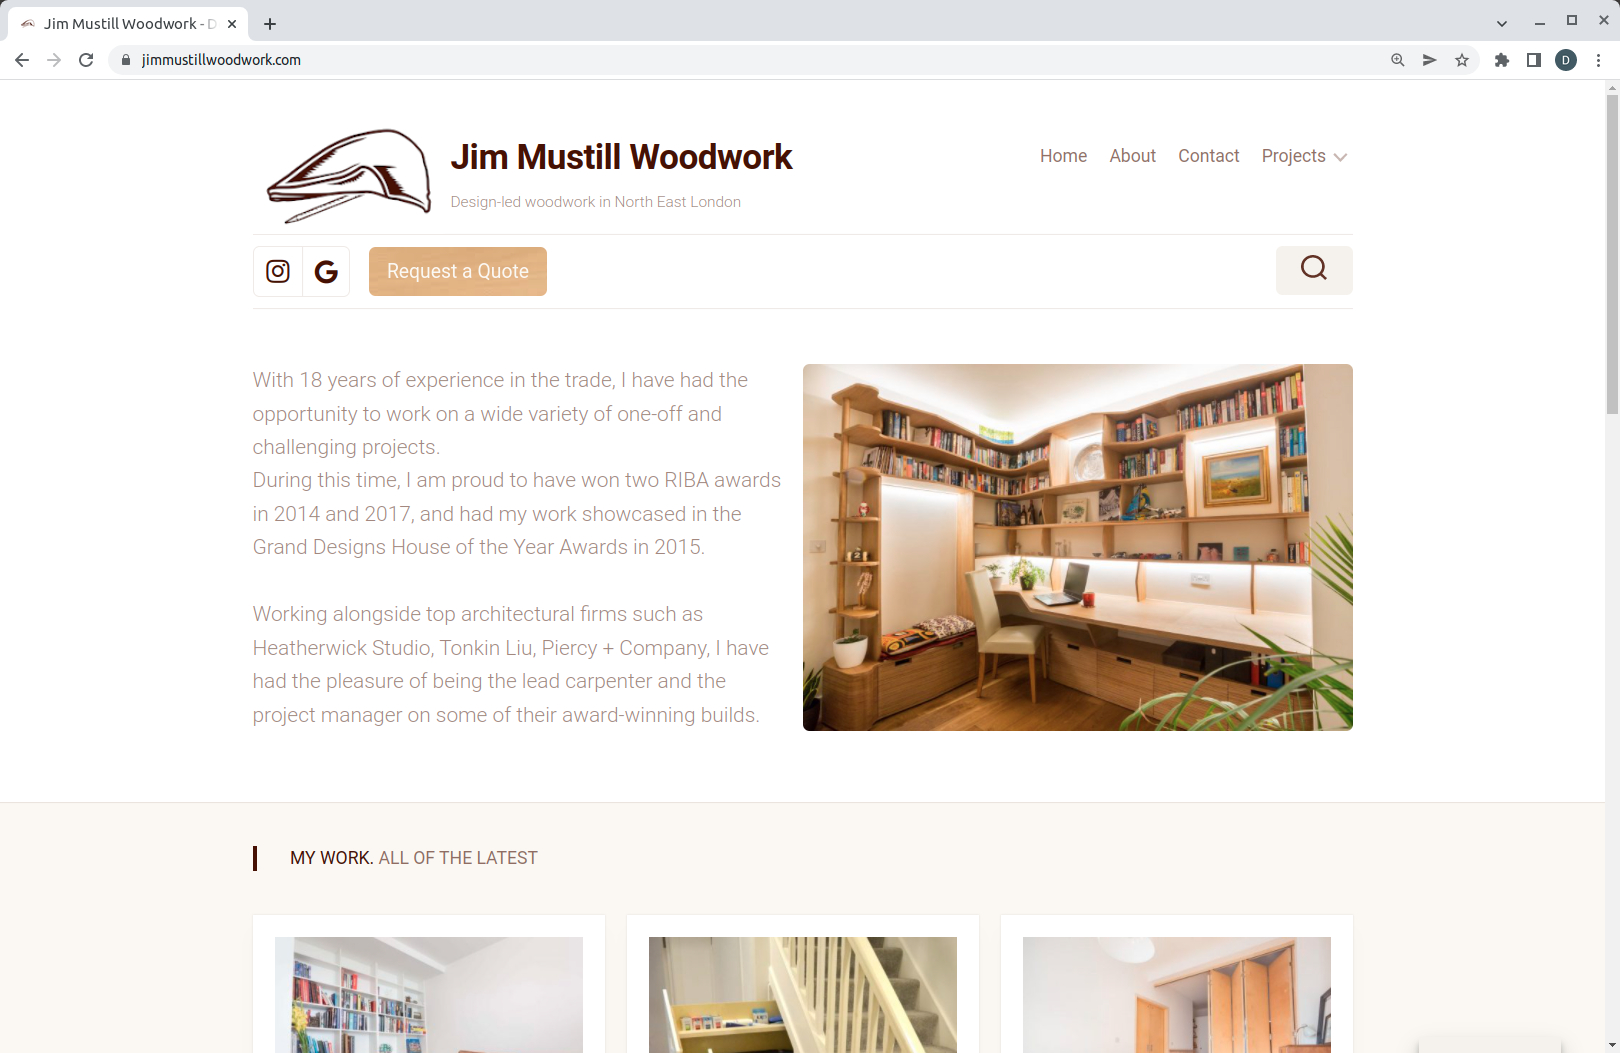 Jim Mustill Woodwork - D
jimmustillwoodwork.com
D
Jim Mustill Woodwork
Design-led woodwork in North East London
Home About Contact Projects
G
Request a Quote
With 18 years of experience in the trade, I have had the
opportunity to work on a wide variety of one-off and
challenging projects.
During this time, I am proud to have won two RIBA awards
in 2014 and 2017, and had my work showcased in the
Grand Designs House of the Year Awards in 2015.
Working alongside top architectural firms such as
Heatherwick Studio, Tonkin Liu, Piercy + Company, I have
had the pleasure of being the lead carpenter and the
project manager on some of their award-winning builds.
MY WORK. ALL OF THE LATEST